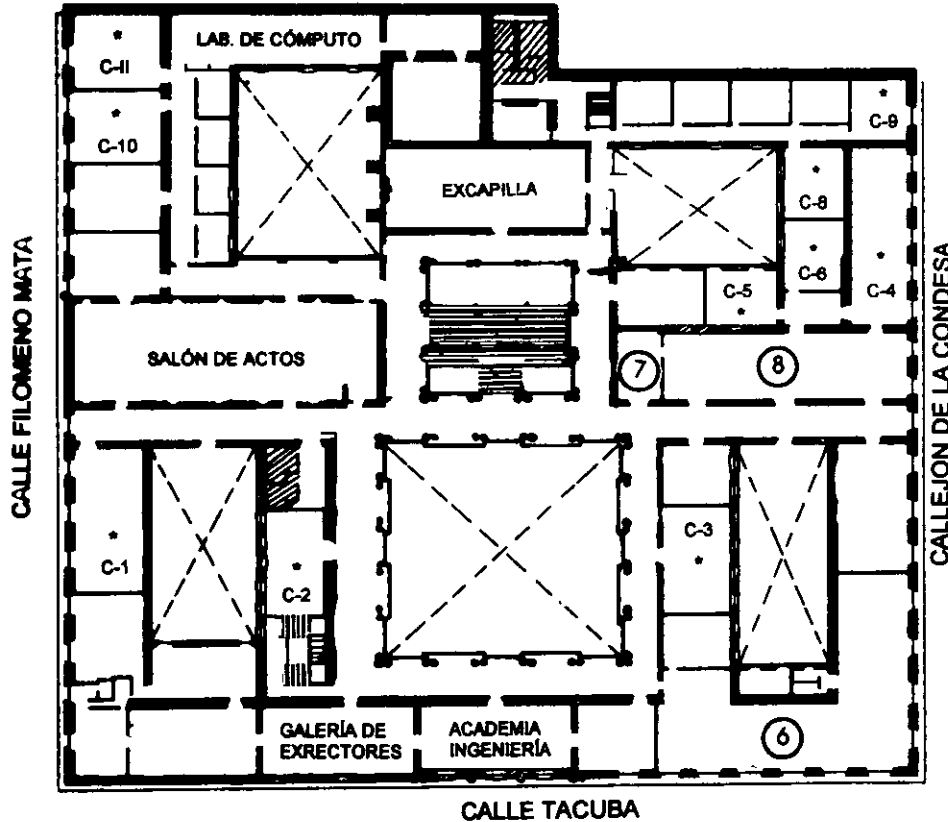 LAB. DE CÓMPUTO
C-II
C-10
C-9
EXCAPILLA
C-8
C-6
C-5
C-4
SALÓN DE ACTOS
7
8
CALLE FILOMENO MATA
CALLEJON DE LA CONDESA
C-1
C-2
C-3
GALERÍA DE
EXRECTORES
ACADEMIA
INGENIERÍA
6
CALLE TACUBA